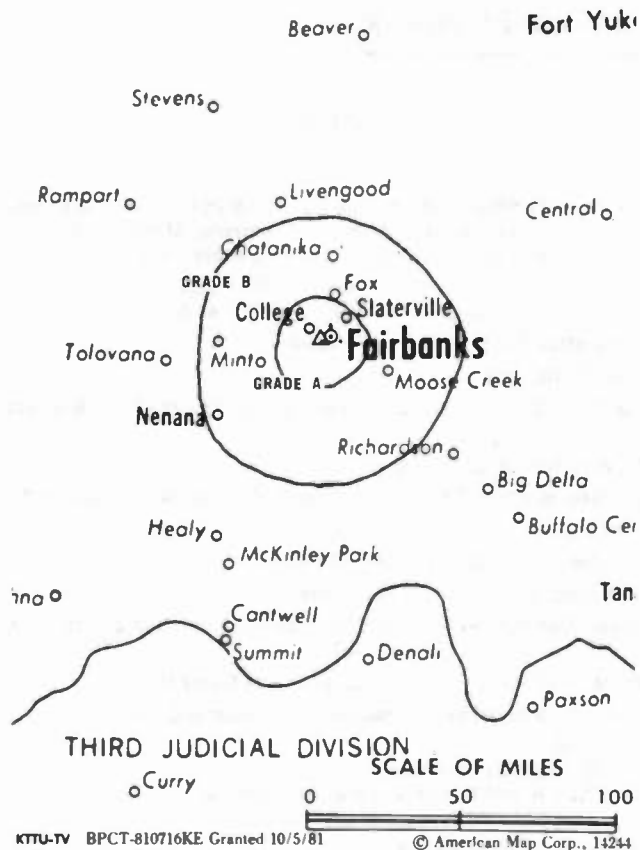 Beaver
Fort Yuk
Stevens
Rampart
Livengood
Central
Chatanika
GRADE B
Fox
College
Slaterville
Fairbanks
Tolovana
Minto
GRADE A
Moose Creek
Nenana
Richardson
Big Delta
Healy
Buffalo Cer
McKinley Park
hna
Tan
Cantwell
Summit
Denali
Paxson
THIRD JUDICIAL DIVISION
SCALE OF MILES
Curry
0 50 100
KTTU-TV BPCT-810716KE Granted 10/5/81 © American Map Corp., 14244